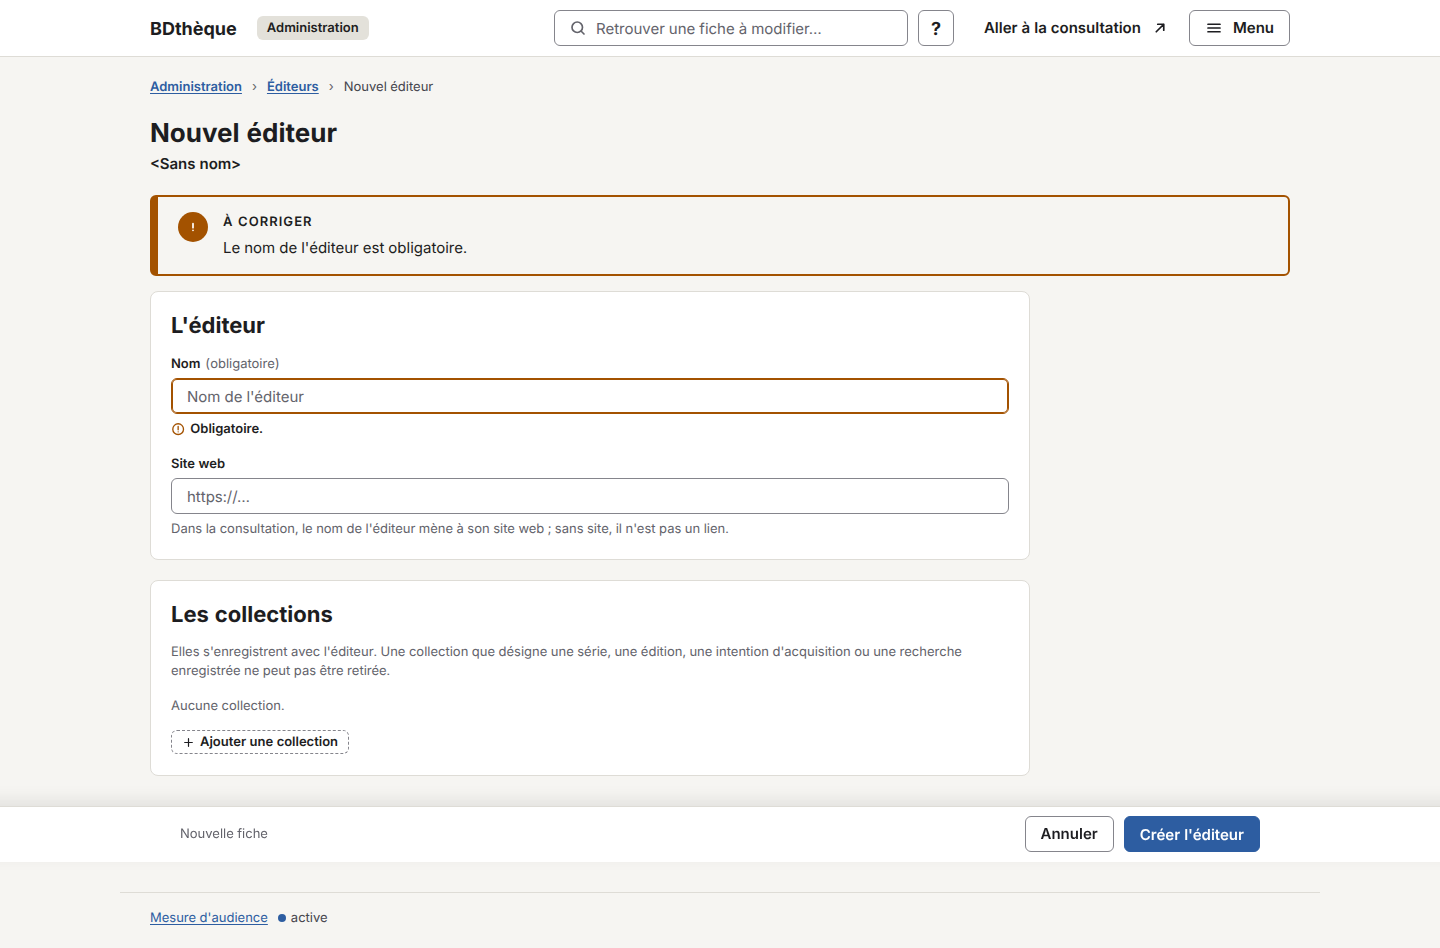 BDthèque
Administration
Retrouver une fiche à modifier...
?
Aller à la consultation
Menu
Administration › Éditeurs › Nouvel éditeur
Nouvel éditeur
<Sans nom>
À CORRIGER
Le nom de l'éditeur est obligatoire.
L'éditeur
Nom (obligatoire)
Nom de l'éditeur
Obligatoire.
Site web
https://...
Dans la consultation, le nom de l'éditeur mène à son site web ; sans site, il n'est pas un lien.
Les collections
Elles s'enregistrent avec l'éditeur. Une collection que désigne une série, une édition, une intention d'acquisition ou une recherche
enregistrée ne peut pas être retirée.
Aucune collection.
+ Ajouter une collection
Nouvelle fiche
Annuler
Créer l'éditeur
Mesure d'audience
active